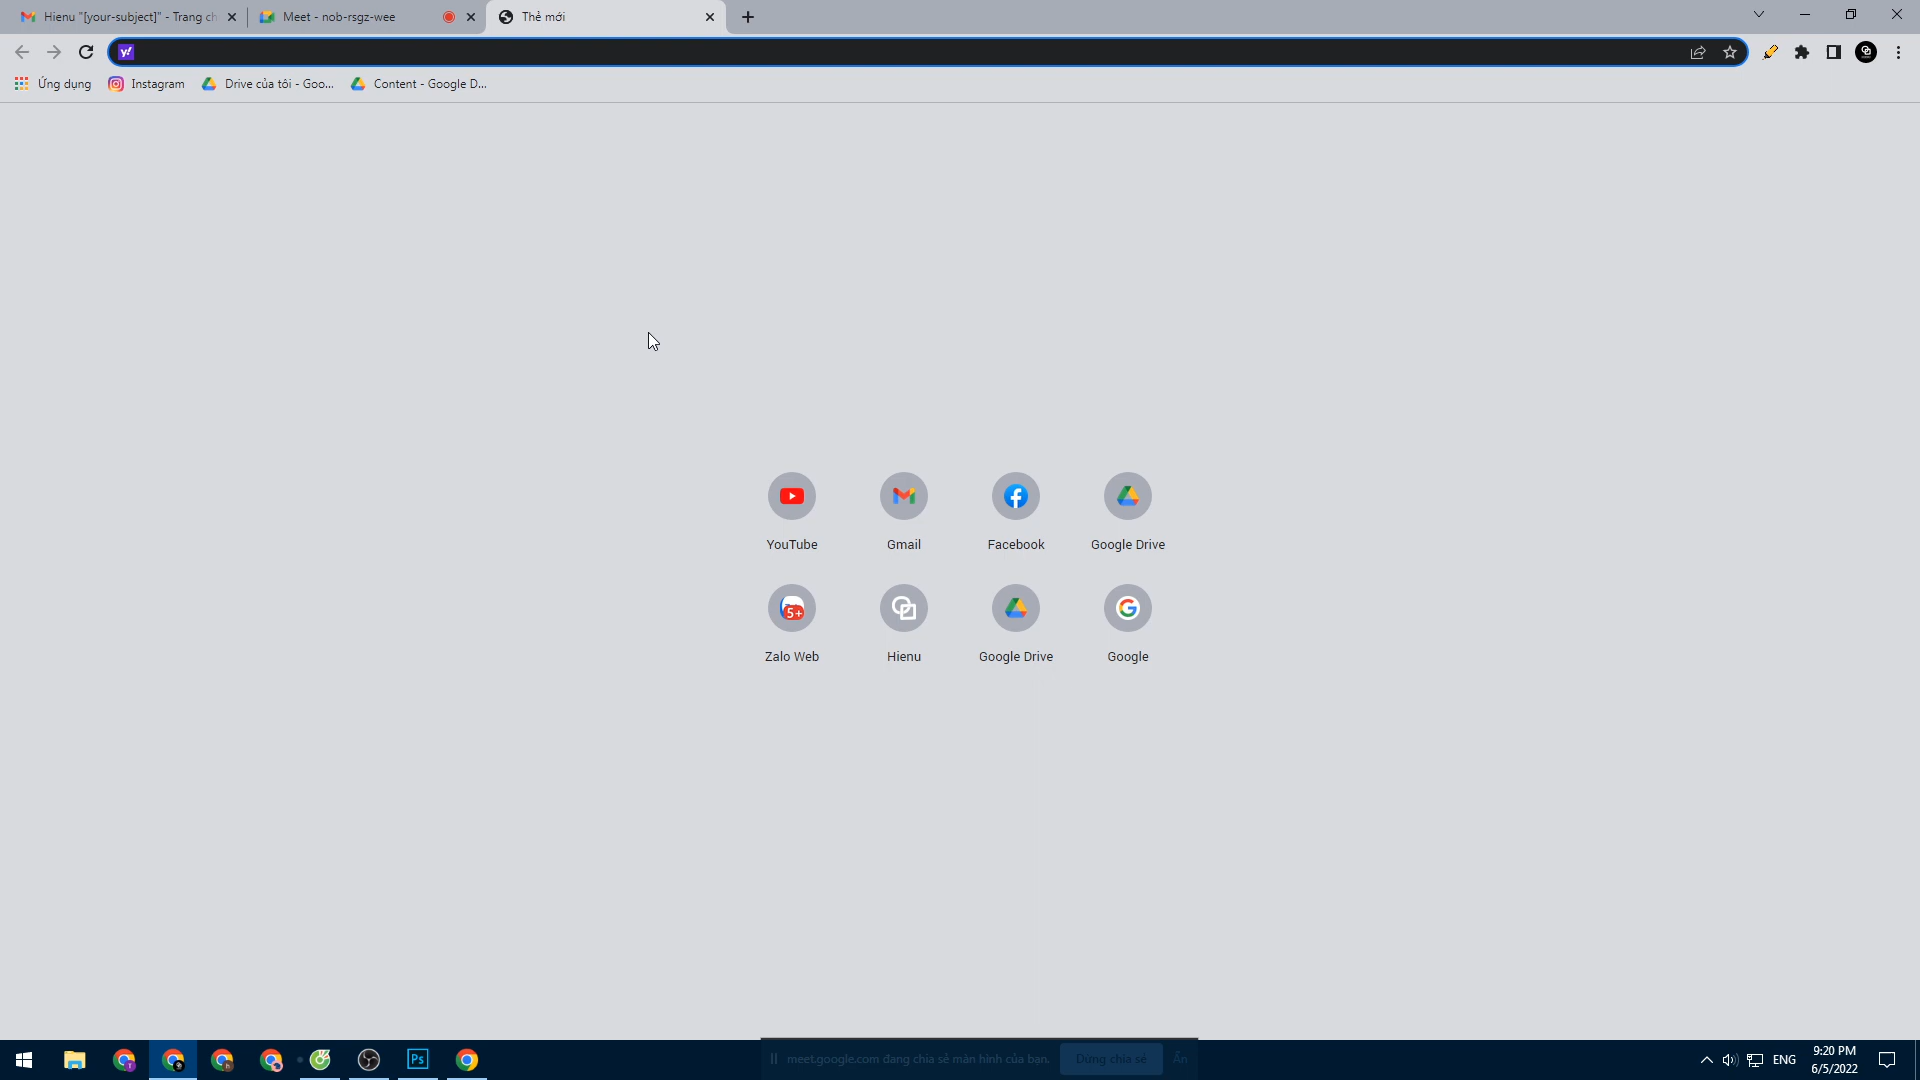 Hienu "[your-subject]" - Trang ch
Meet - nob-rsgz-wee
Thẻ mới
y!
Ứng dụng
Instagram
Drive của tôi - Goo...
Content - Google D...
YouTube
Gmail
Facebook
Google Drive
5+
Zalo Web
Hienu
Google Drive
Google
Ps
meet.google.com đang chia sẻ màn hình của bạn.
Dừng chia sẻ
Ẩn
ENG
9:20 PM
6/5/2022